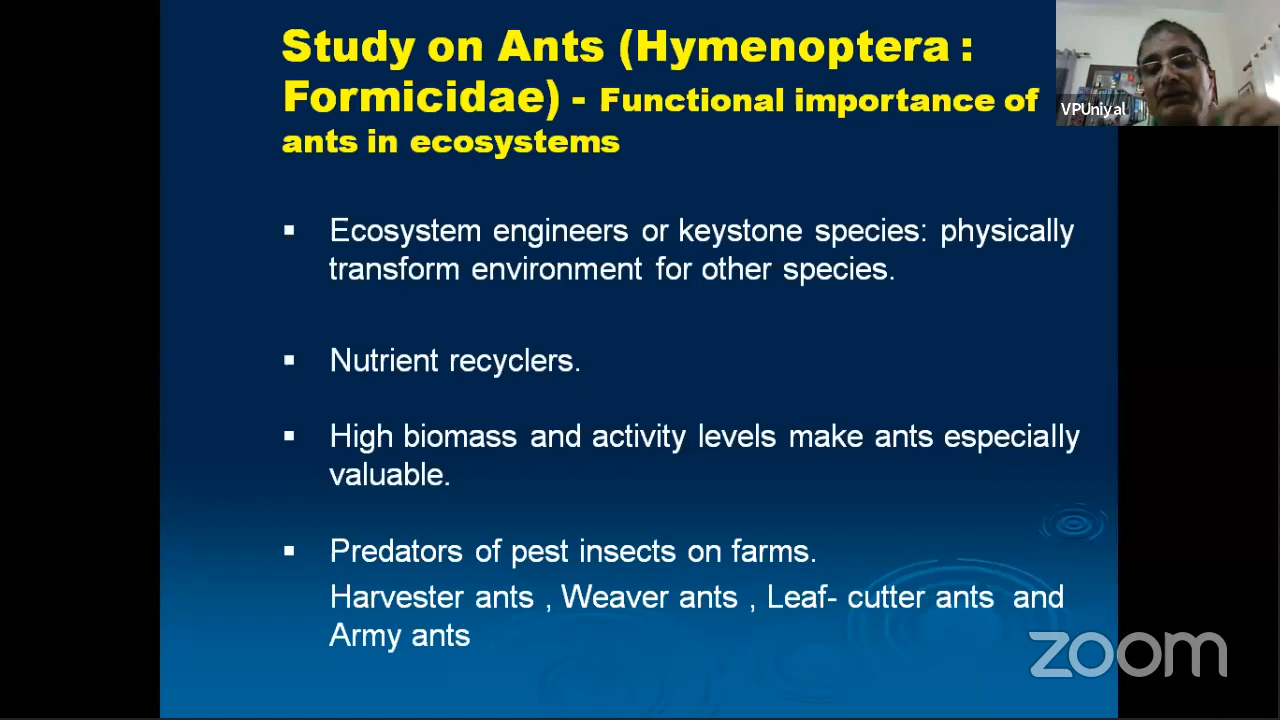 Study on Ants (Hymenoptera :
Formicidae) - Functional importance of
ants in ecosystems
VPUniyal
▪ Ecosystem engineers or keystone species: physically
transform environment for other species.
▪ Nutrient recyclers.
▪ High biomass and activity levels make ants especially
valuable.
▪ Predators of pest insects on farms.
Harvester ants , Weaver ants , Leaf- cutter ants and
Army ants
zoom